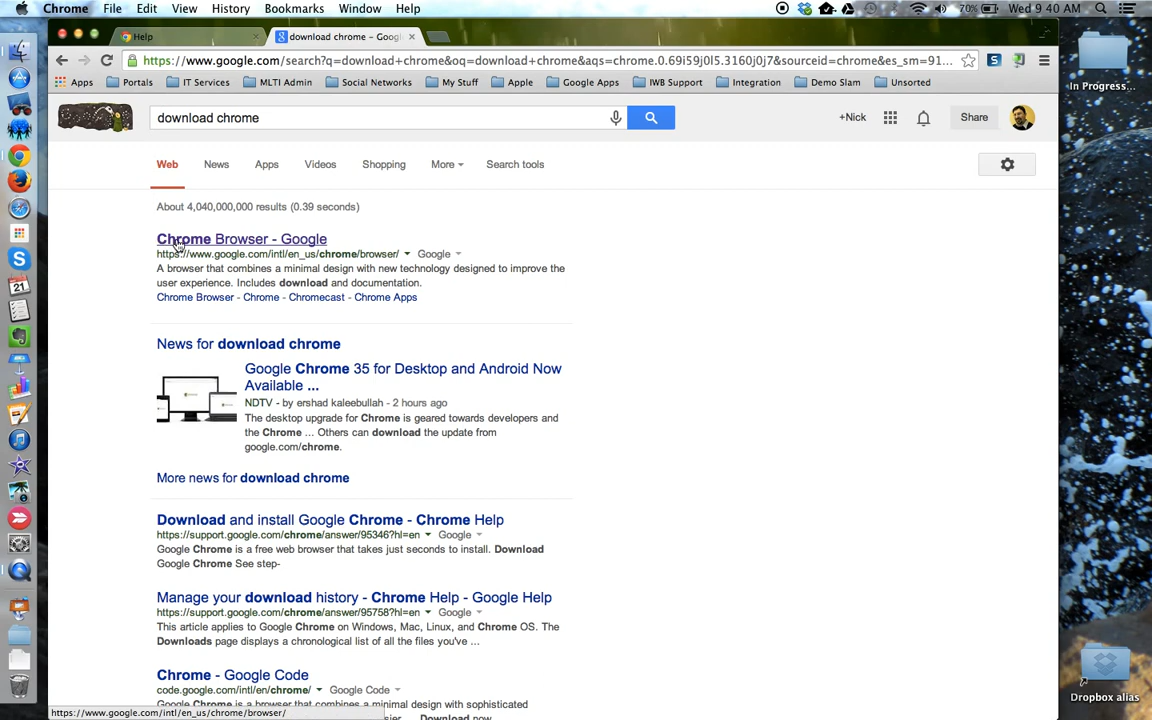 Chrome File Edit View History Bookmarks Window Help 70% Wed 9:40 AM
Help download chrome – Goog
https://www.google.com/search?q=download+chrome&oq=download+chrome&aqs=chrome.0.69i59j0l5.3160j0j7&sourceid=chrome&es_sm=91...
Apps Portals IT Services MLTI Admin Social Networks My Stuff Apple Google Apps IWB Support Integration Demo Slam Unsorted
In Progress...
download chrome +Nick Share
Web News Apps Videos Shopping More Search tools
About 4,040,000,000 results (0.39 seconds)
Chrome Browser - Google
https://www.google.com/intl/en_us/chrome/browser/ Google
A browser that combines a minimal design with new technology designed to improve the
user experience. Includes download and documentation.
Chrome Browser - Chrome - Chromecast - Chrome Apps
News for download chrome
Google Chrome 35 for Desktop and Android Now
Available ...
NDTV - by ershad kaleebullah - 2 hours ago
The desktop upgrade for Chrome is geared towards developers and
the Chrome ... Others can download the update from
google.com/chrome.
More news for download chrome
Download and install Google Chrome - Chrome Help
https://support.google.com/chrome/answer/95346?hl=en Google
Google Chrome is a free web browser that takes just seconds to install. Download
Google Chrome See step-
Manage your download history - Chrome Help - Google Help
https://support.google.com/chrome/answer/95758?hl=en Google
This article applies to Google Chrome on Windows, Mac, Linux, and Chrome OS. The
Downloads page displays a chronological list of all the files you've ...
Chrome - Google Code
code.google.com/intl/en/chrome/ Google Code
Google Chrome is a browser that combines a minimal design with sophisticated
Download now
https://www.google.com/intl/en_us/chrome/browser/
21
Dropbox alias